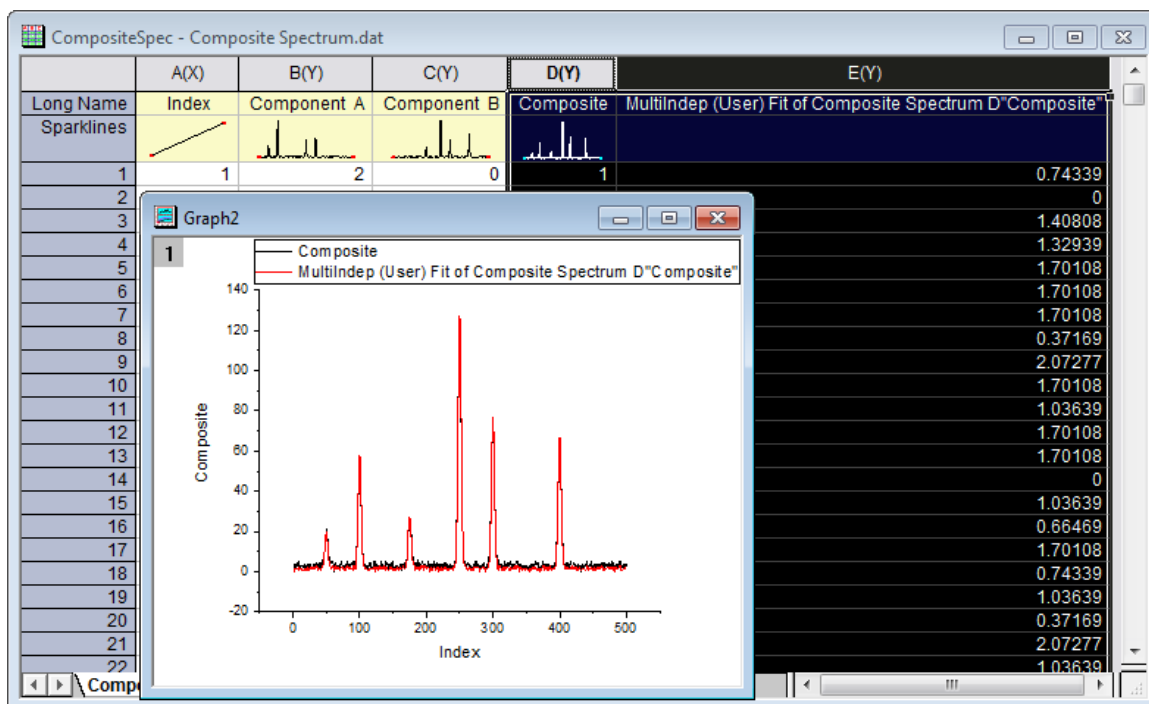 CompositeSpec - Composite Spectrum.dat
A(X) B(Y) C(Y) D(Y) E(Y)
Long Name Index Component A Component B Composite MultiIndep (User) Fit of Composite Spectrum D"Composite"
Sparklines
1 1 2 0 1 0.74339
2 0
3 1.40808
4 1.32939
5 1.70108
6 1.70108
7 1.70108
8 0.37169
9 2.07277
10 1.70108
11 1.03639
12 1.70108
13 1.70108
14 0
15 1.03639
16 0.66469
17 1.70108
18 0.74339
19 1.03639
20 0.37169
21 2.07277
22 1.03639
Compo
Graph2
1
Composite
MultiIndep (User) Fit of Composite Spectrum D"Composite"
140
120
100
80
60
40
20
0
-20
Composite
0 100 200 300 400 500
Index